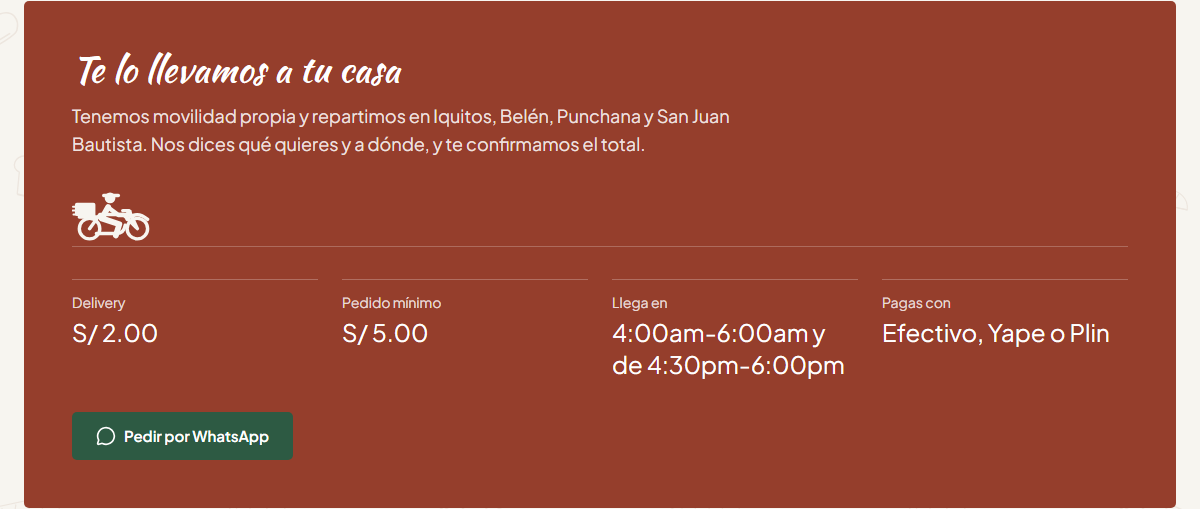 Te lo llevamos a tu casa
Tenemos movilidad propia y repartimos en Iquitos, Belén, Punchana y San Juan
Bautista. Nos dices qué quieres y a dónde, y te confirmamos el total.
Delivery
S/ 2.00
Pedido mínimo
S/ 5.00
Llega en
4:00am-6:00am y
de 4:30pm-6:00pm
Pagas con
Efectivo, Yape o Plin
Pedir por WhatsApp